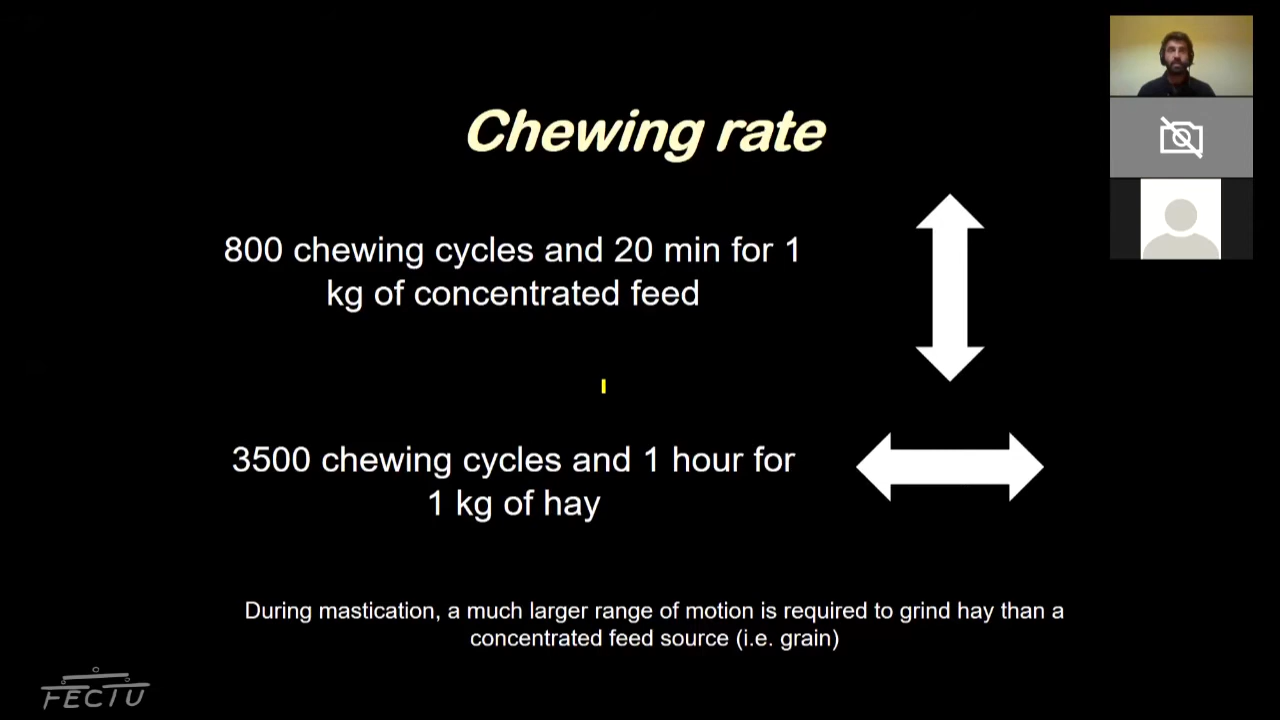 Chewing rate
800 chewing cycles and 20 min for 1
kg of concentrated feed
3500 chewing cycles and 1 hour for
1 kg of hay
During mastication, a much larger range of motion is required to grind hay than a
concentrated feed source (i.e. grain)
FECTU